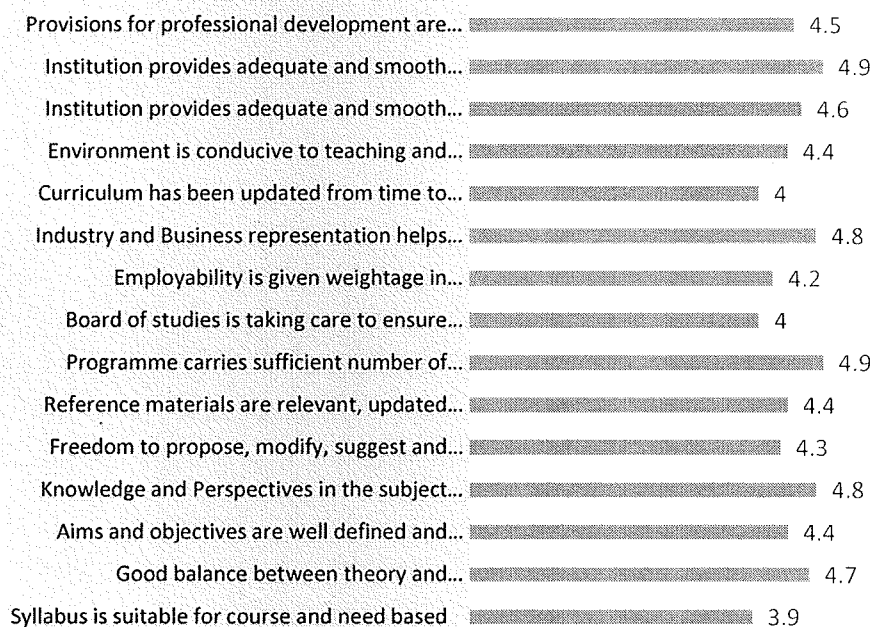 Provisions for professional development are... 4.5
Institution provides adequate and smooth... 4.9
Institution provides adequate and smooth... 4.6
Environment is conducive to teaching and... 4.4
Curriculum has been updated from time to... 4
Industry and Business representation helps... 4.8
Employability is given weightage in... 4.2
Board of studies is taking care to ensure... 4
Programme carries sufficient number of... 4.9
Reference materials are relevant, updated... 4.4
Freedom to propose, modify, suggest and... 4.3
Knowledge and Perspectives in the subject... 4.8
Aims and objectives are well defined and... 4.4
Good balance between theory and... 4.7
Syllabus is suitable for course and need based 3.9